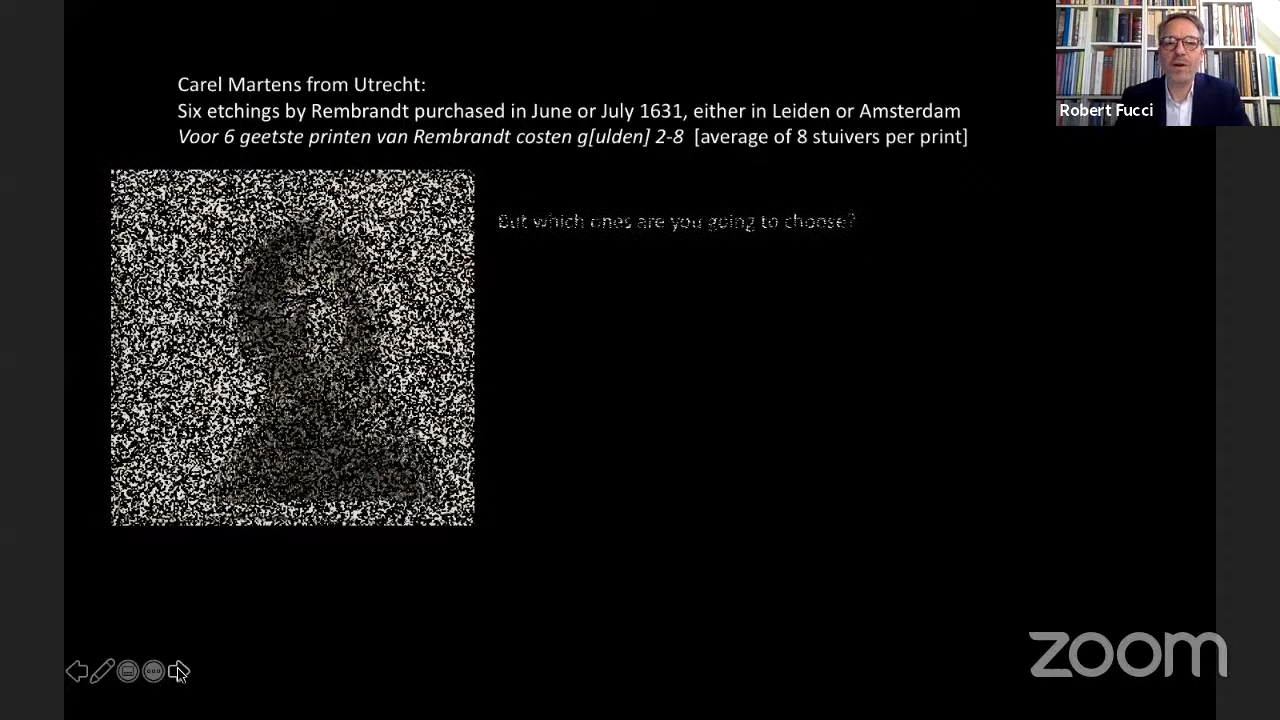 Carel Martens from Utrecht:
Six etchings by Rembrandt purchased in June or July 1631, either in Leiden or Amsterdam
Voor 6 geetste printen van Rembrandt costen g[ulden] 2-8 [average of 8 stuivers per print]
But which ones are you going to choose?
Robert Fucci
zoom